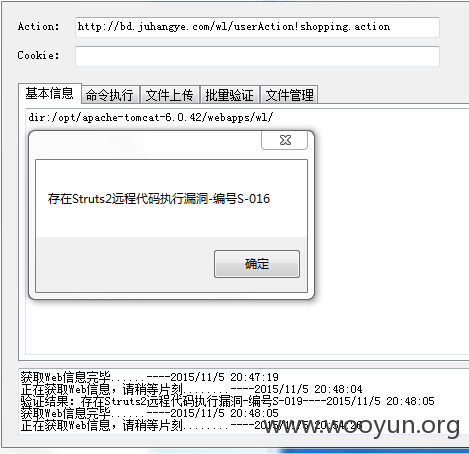 Action: http://bd.juhangye.com/wl/userAction!shopping.action
Cookie:
基本信息 命令执行 文件上传 批量验证 文件管理
dir:/opt/apache-tomcat-6.0.42/webapps/wl/
存在Struts2远程代码执行漏洞-编号S-016
确定
获取Web信息完毕......----2015/11/5 20:47:19
正在获取Web信息，请稍等片刻........----2015/11/5 20:48:04
验证结果：存在Struts2远程代码执行漏洞-编号S-019----2015/11/5 20:48:05
获取Web信息完毕......----2015/11/5 20:48:05
正在获取Web信息，请稍等片刻........----2015/11/5 20:54:26
www.wooyun.org